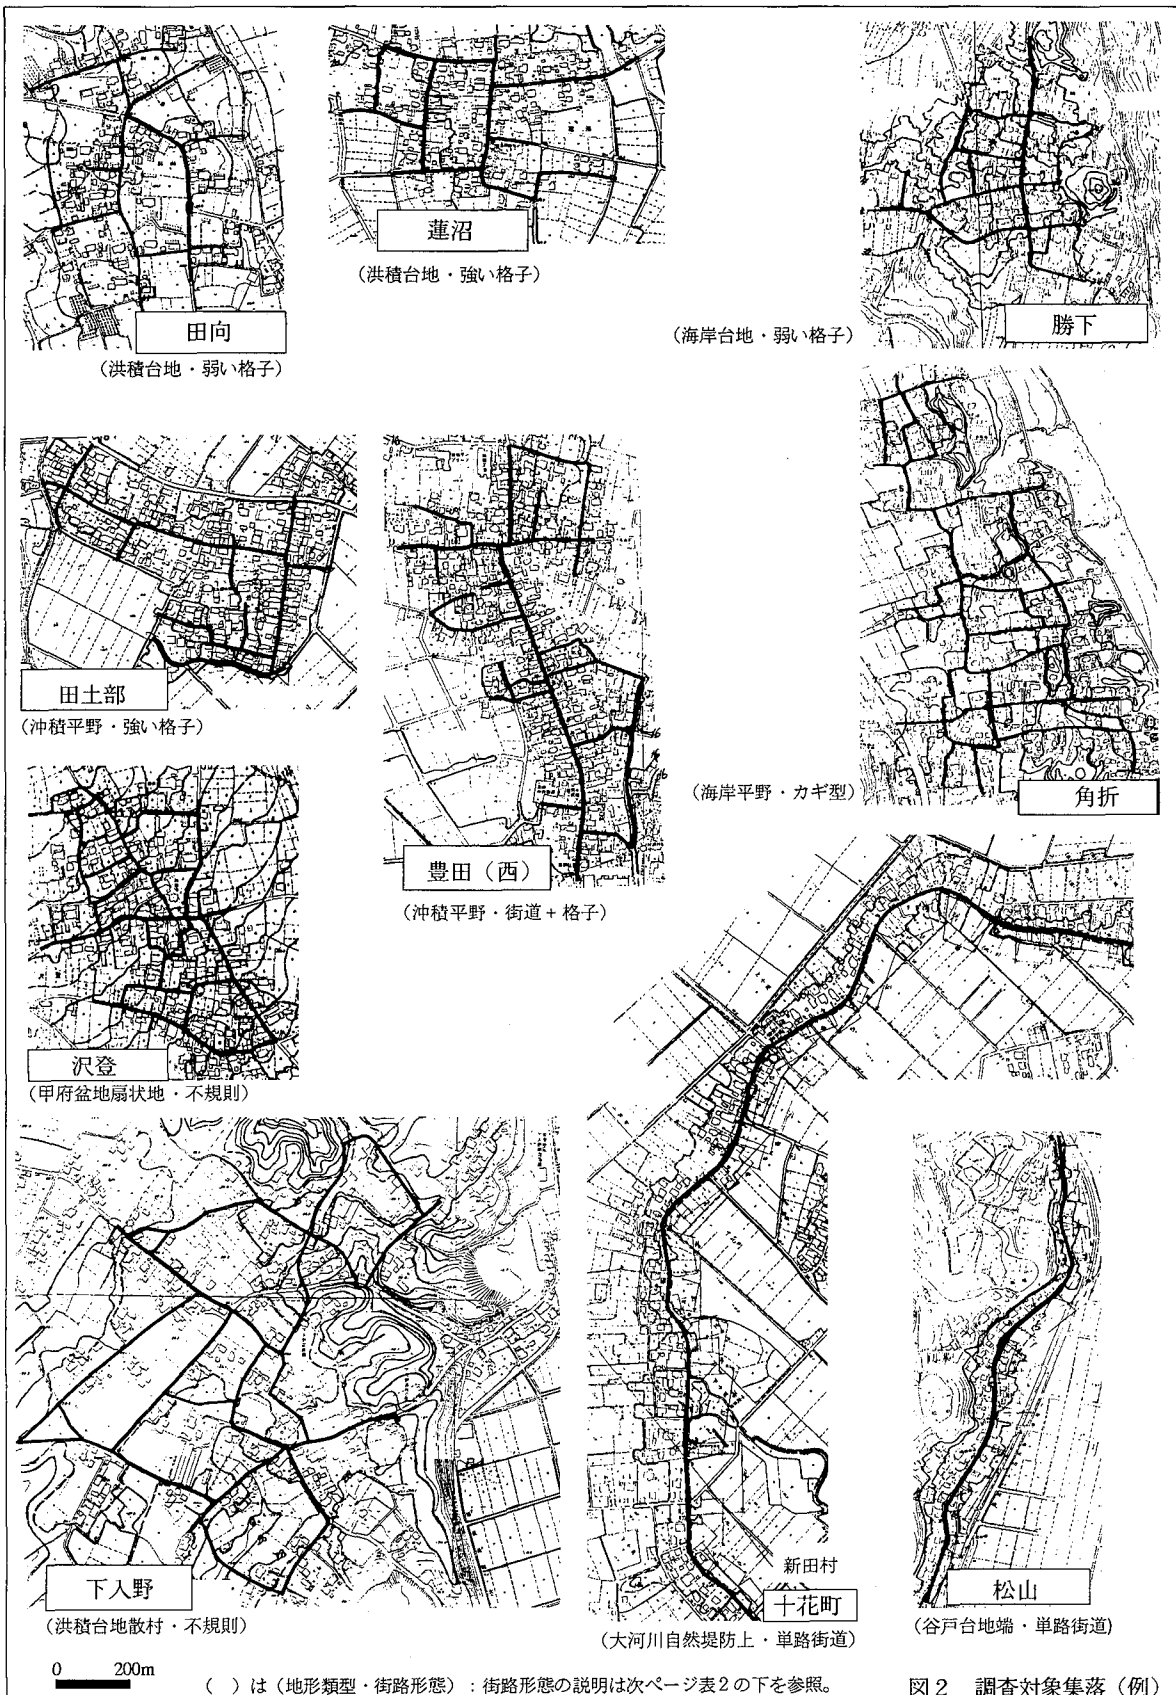 田向
(洪積台地・弱い格子)
蓮沼
(洪積台地・強い格子)
勝下
(海岸台地・弱い格子)
田土部
(沖積平野・強い格子)
豊田（西）
(沖積平野・街道+格子)
角折
(海岸平野・カギ型)
沢登
(甲府盆地扇状地・不規則)
下入野
(洪積台地散村・不規則)
新田村
十花町
(大河川自然堤防上・単路街道)
松山
(谷戸台地端・単路街道)
0 200m
（ ）は（地形類型・街路形態）：街路形態の説明は次ページ表2の下を参照。
図2 調査対象集落（例）